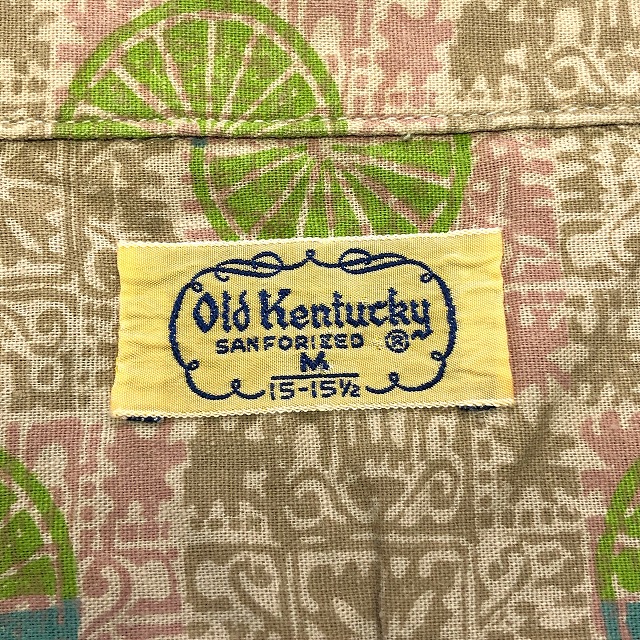 Old Kentucky
SANFORIZED ®
M
15-15½